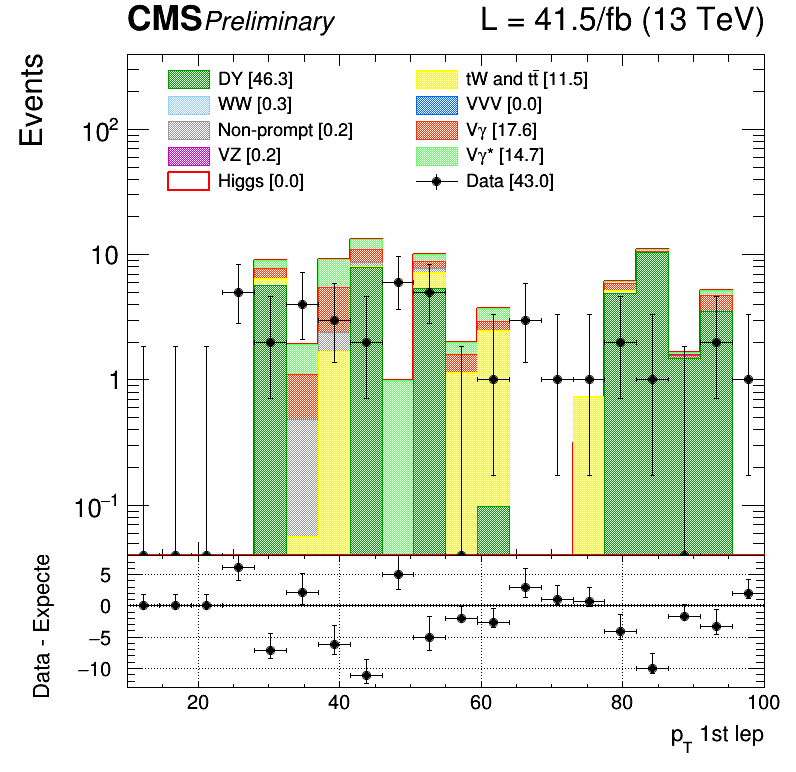 CMS Preliminary L = 41.5/fb (13 TeV)
Events
DY [46.3]
tW and tt̄ [11.5]
WW [0.3]
VVV [0.0]
Non-prompt [0.2]
Vγ [17.6]
VZ [0.2]
Vγ* [14.7]
Higgs [0.0]
Data [43.0]
10²
10
1
10⁻¹
Data - Expecte
5
0
−5
−10
20 40 60 80 100
p_T 1st lep